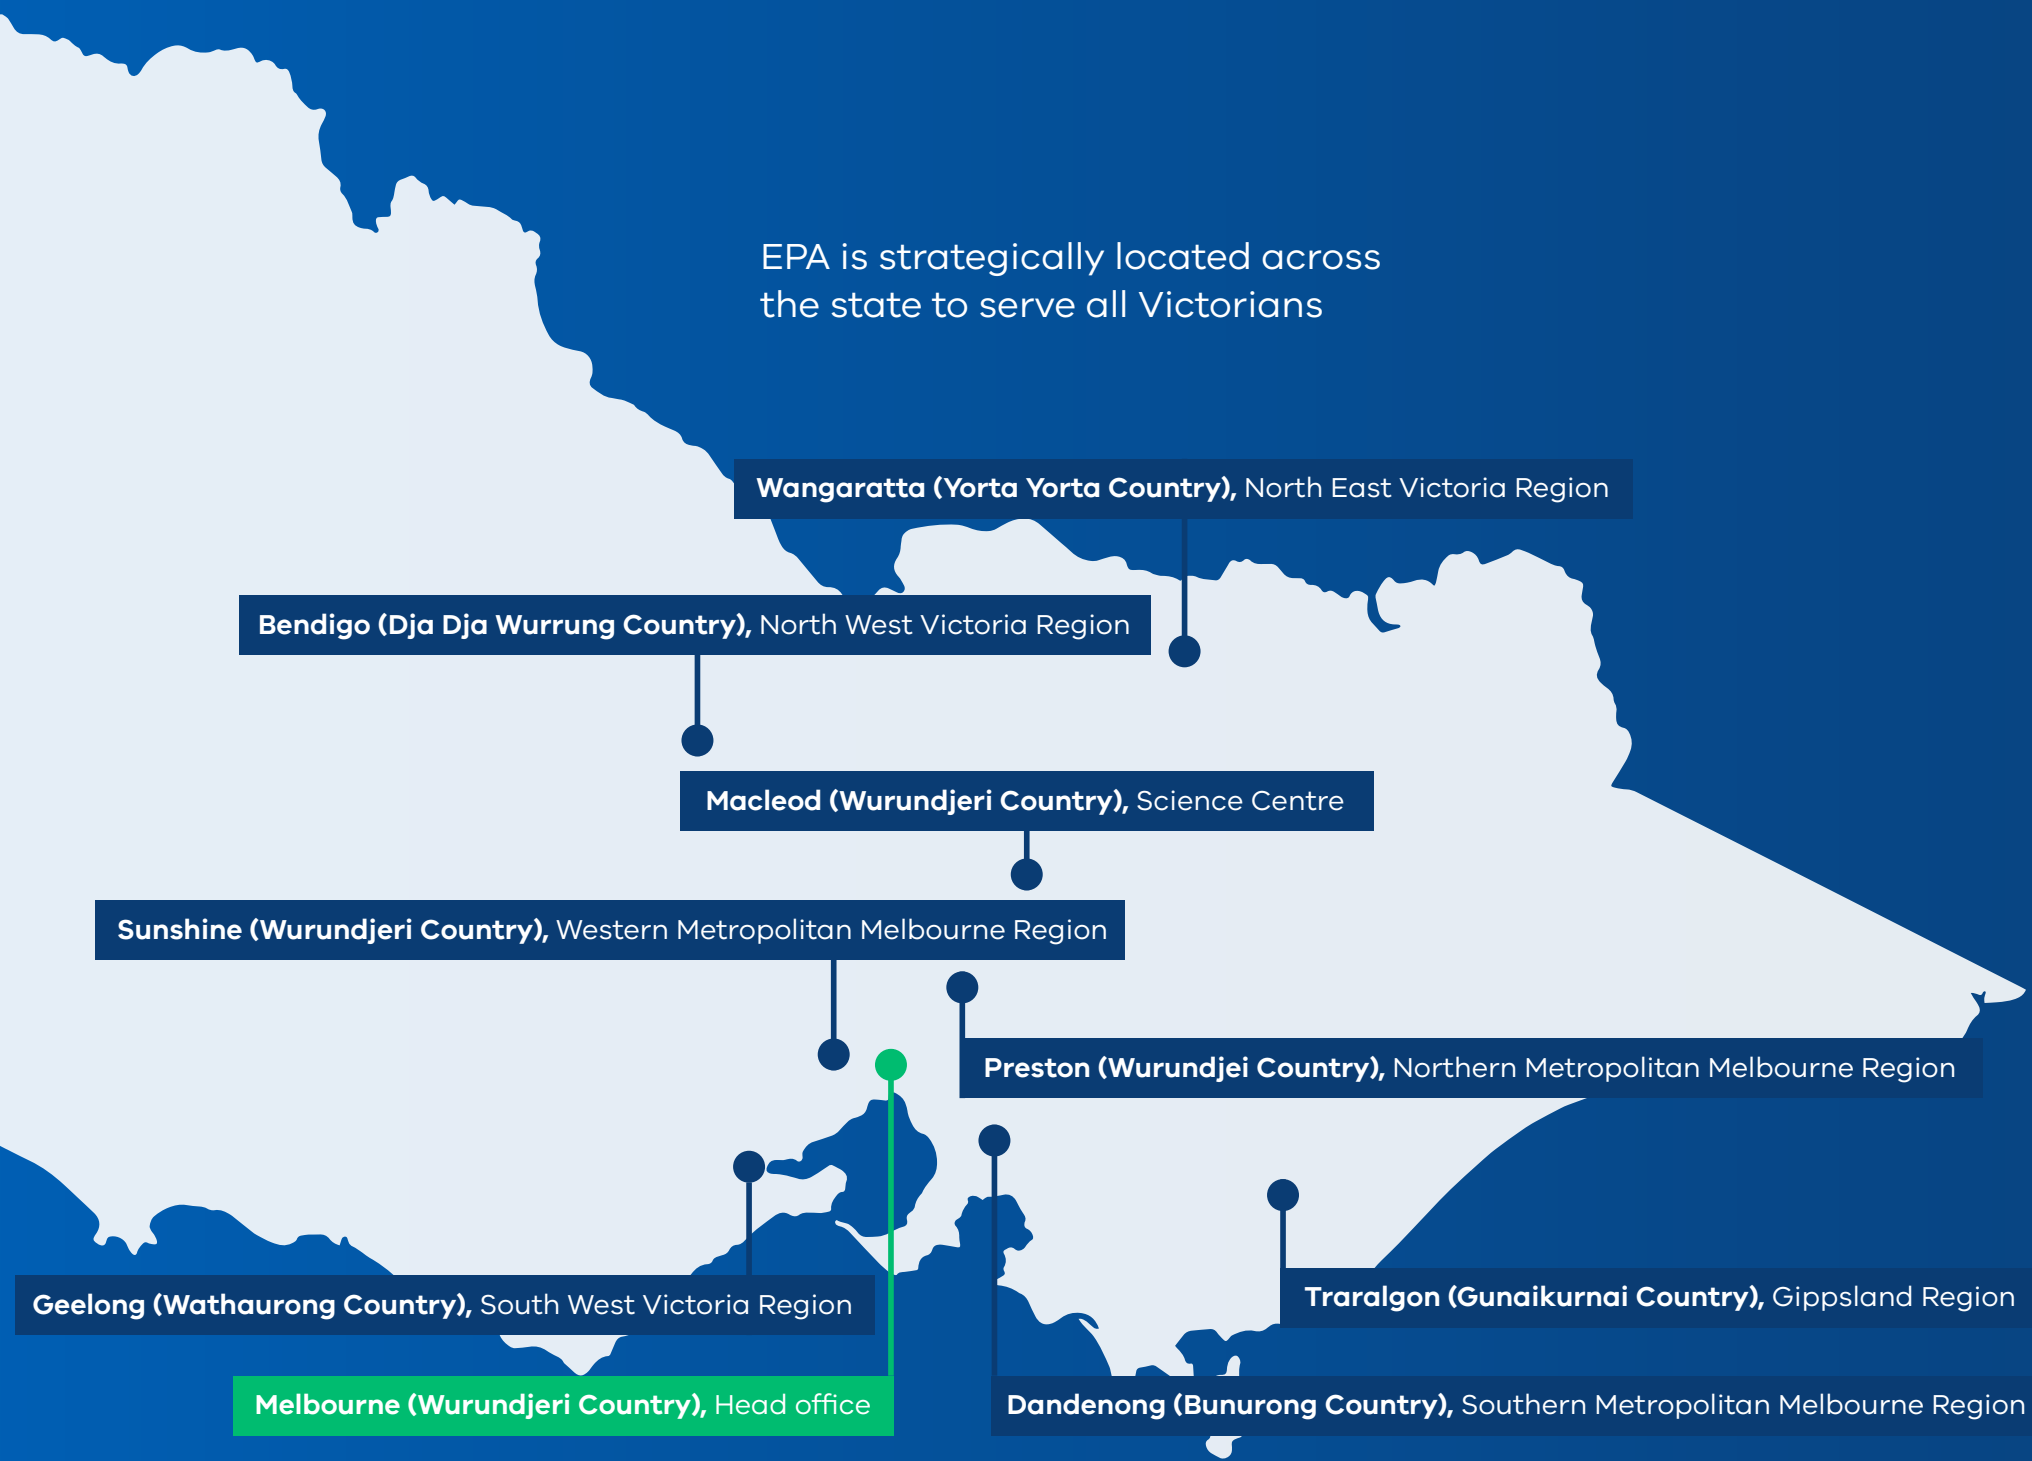 EPA is strategically located across
the state to serve all Victorians
Wangaratta (Yorta Yorta Country), North East Victoria Region
Bendigo (Dja Dja Wurrung Country), North West Victoria Region
Macleod (Wurundjeri Country), Science Centre
Sunshine (Wurundjeri Country), Western Metropolitan Melbourne Region
Preston (Wurundjei Country), Northern Metropolitan Melbourne Region
Geelong (Wathaurong Country), South West Victoria Region
Traralgon (Gunaikurnai Country), Gippsland Region
Melbourne (Wurundjeri Country), Head office
Dandenong (Bunurong Country), Southern Metropolitan Melbourne Region